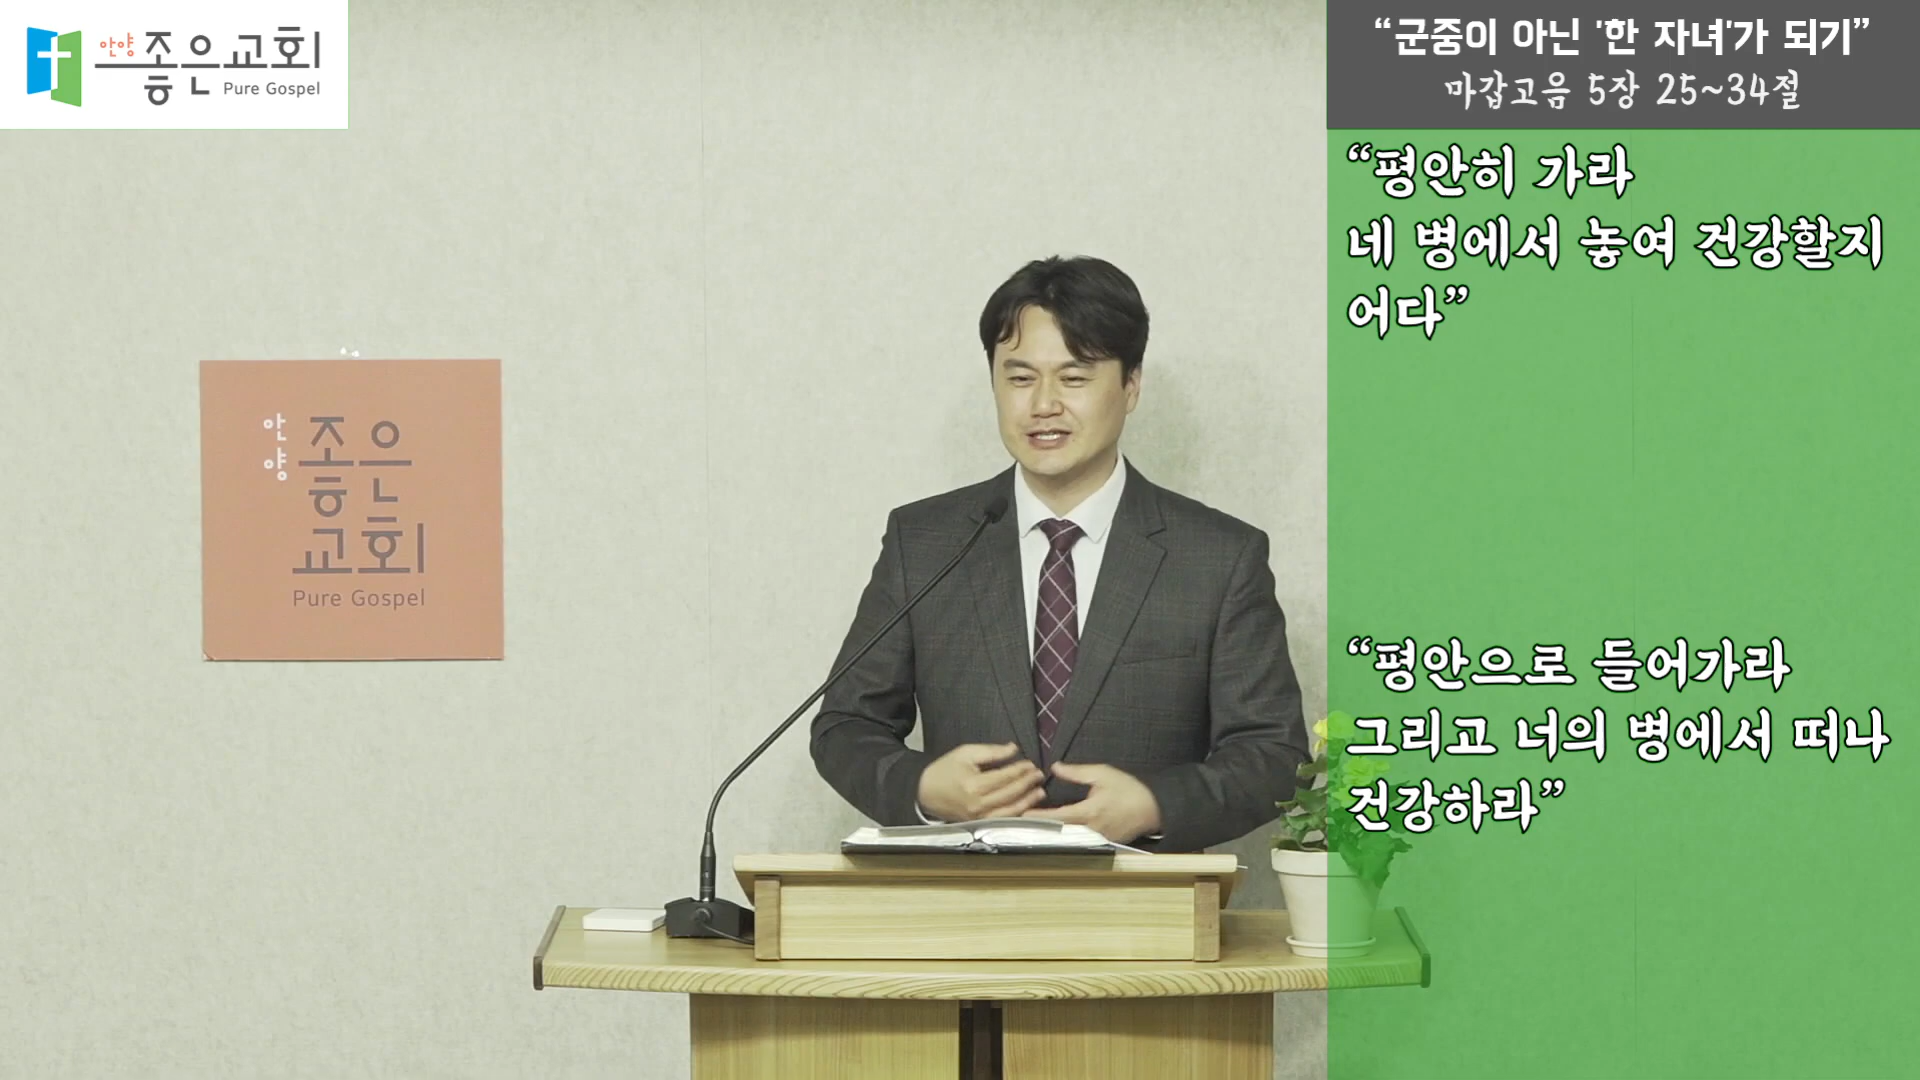 안양
좋은교회
Pure Gospel
“군중이 아닌 '한 자녀'가 되기”
마갑고음 5장 25~34절
“평안히 가라
네 병에서 놓여 건강할지
어다”
안양
좋은
교회
Pure Gospel
“평안으로 들어가라
그리고 너의 병에서 떠나
건강하라”